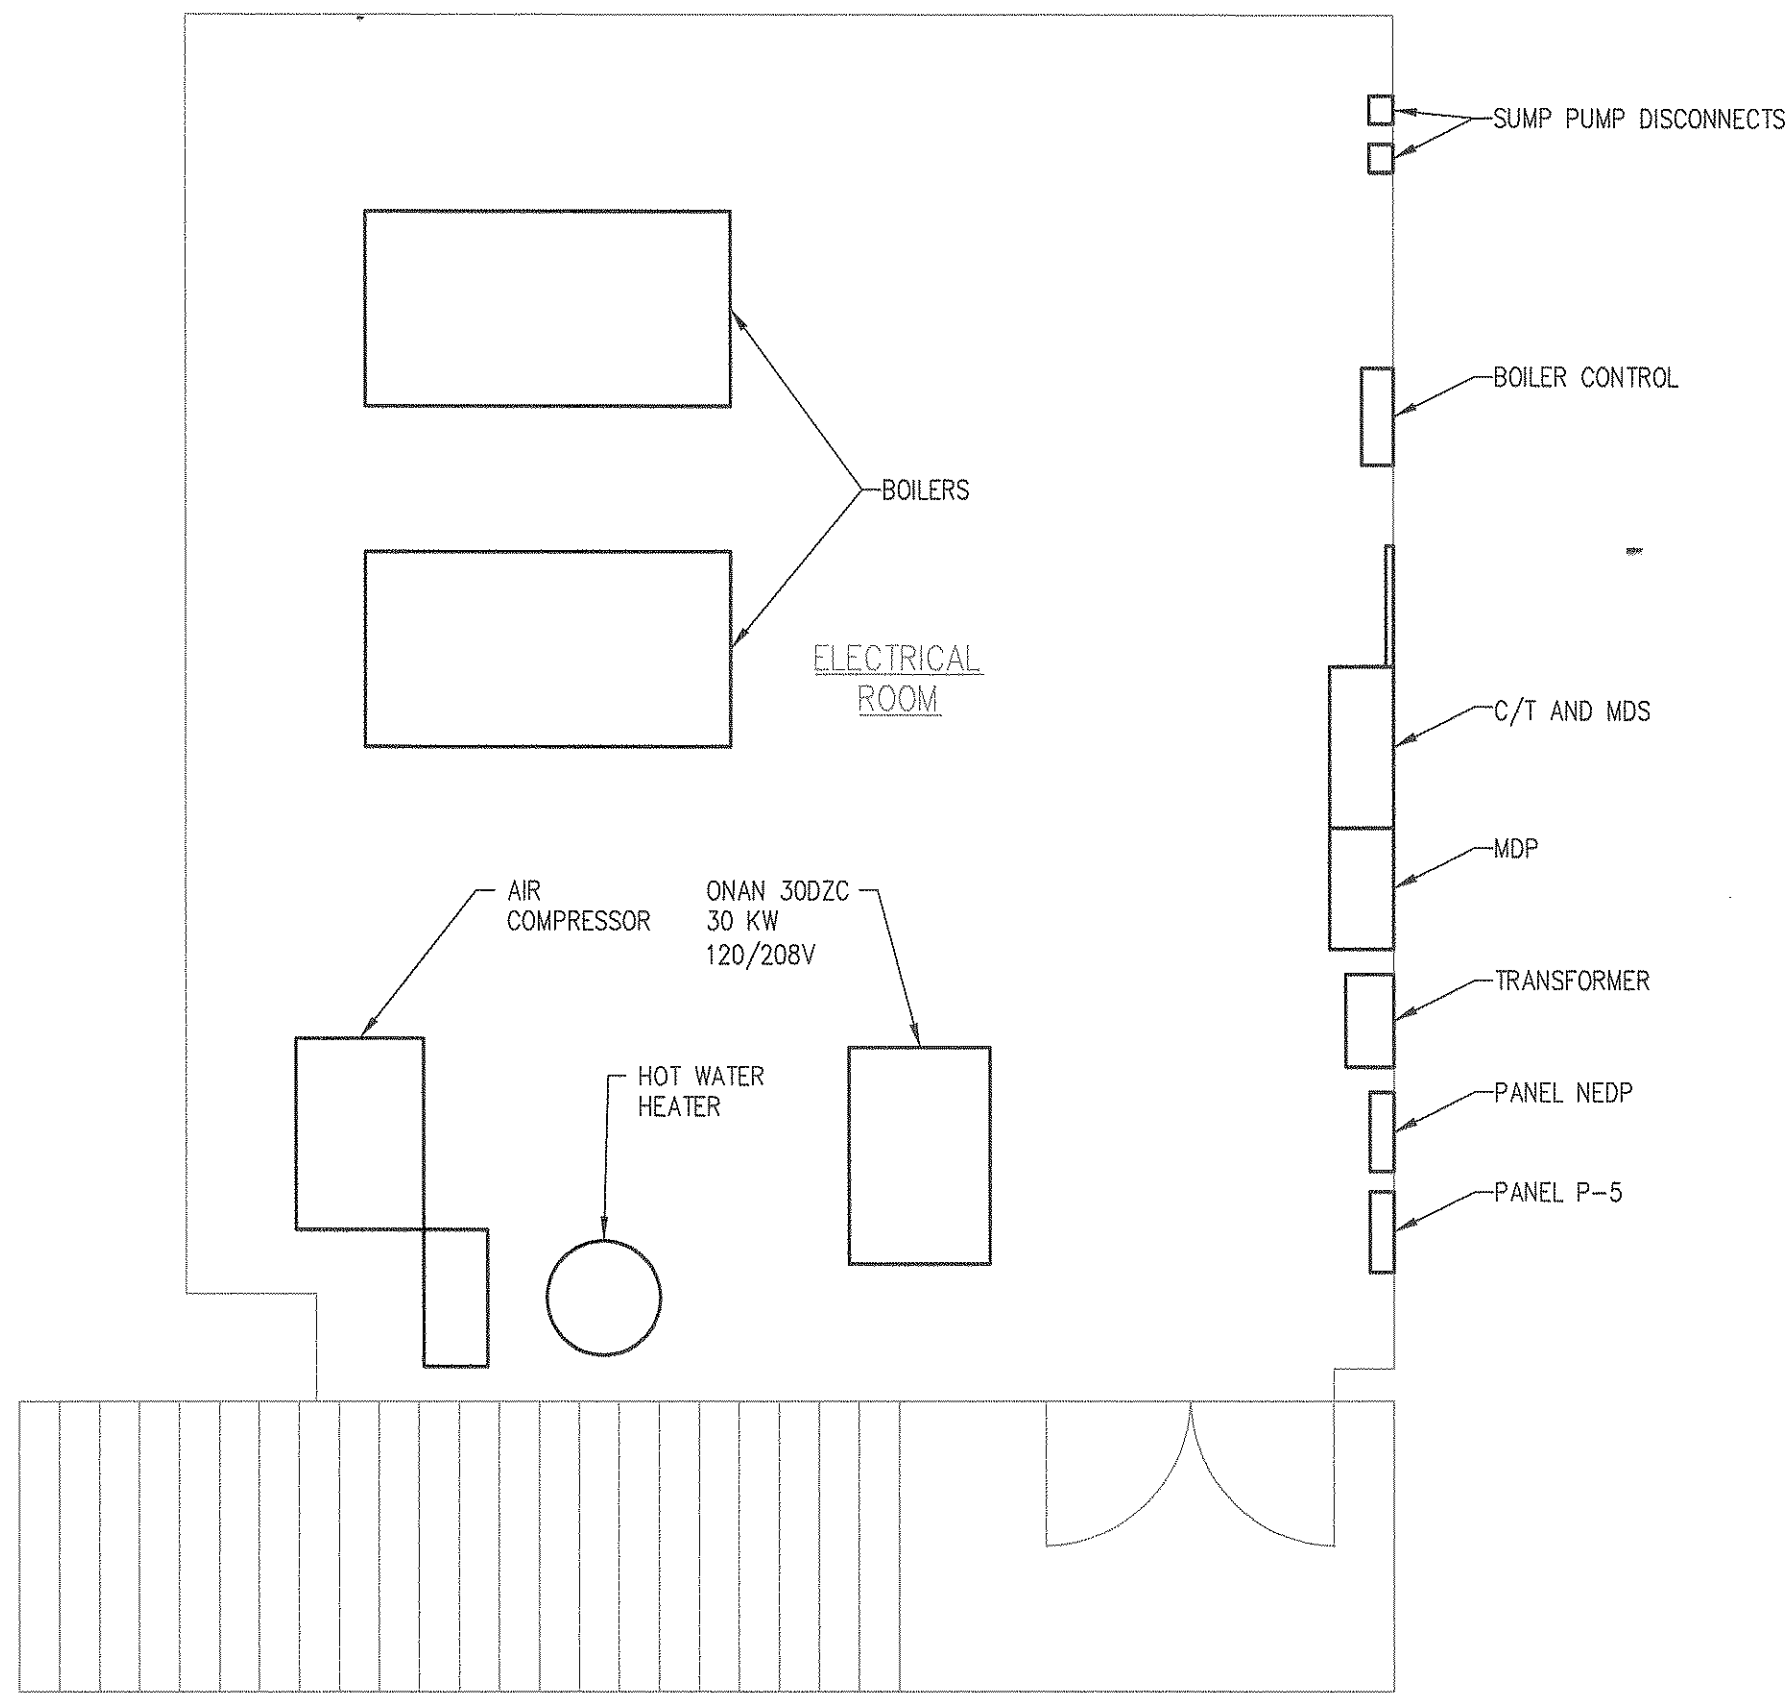 SUMP PUMP DISCONNECTS
BOILER CONTROL
BOILERS
ELECTRICAL
ROOM
C/T AND MDS
MDP
AIR
COMPRESSOR
ONAN 30DZC
30 KW
120/208V
TRANSFORMER
HOT WATER
HEATER
PANEL NEDP
PANEL P-5